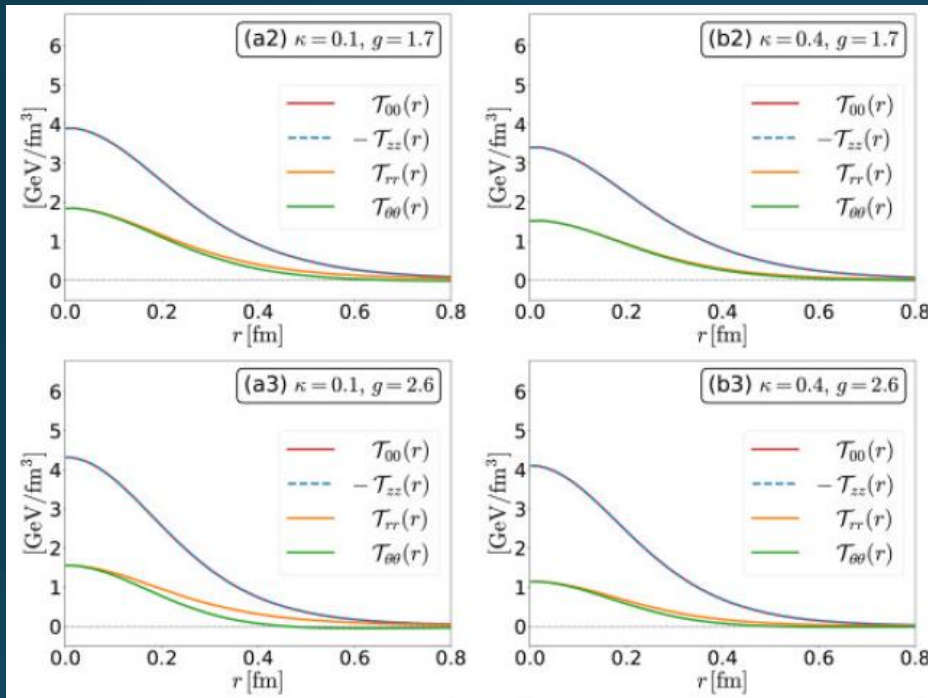 (a2) κ = 0.1, g = 1.7
[GeV/fm³]
6
5
4
3
2
1
0
𝒯₀₀(r)
−𝒯zz(r)
𝒯rr(r)
𝒯θθ(r)
0.0 0.2 0.4 0.6 0.8
r [fm]
(b2) κ = 0.4, g = 1.7
[GeV/fm³]
6
5
4
3
2
1
0
𝒯₀₀(r)
−𝒯zz(r)
𝒯rr(r)
𝒯θθ(r)
0.0 0.2 0.4 0.6 0.8
r [fm]
(a3) κ = 0.1, g = 2.6
[GeV/fm³]
6
5
4
3
2
1
0
𝒯₀₀(r)
−𝒯zz(r)
𝒯rr(r)
𝒯θθ(r)
0.0 0.2 0.4 0.6 0.8
r [fm]
(b3) κ = 0.4, g = 2.6
[GeV/fm³]
6
5
4
3
2
1
0
𝒯₀₀(r)
−𝒯zz(r)
𝒯rr(r)
𝒯θθ(r)
0.0 0.2 0.4 0.6 0.8
r [fm]